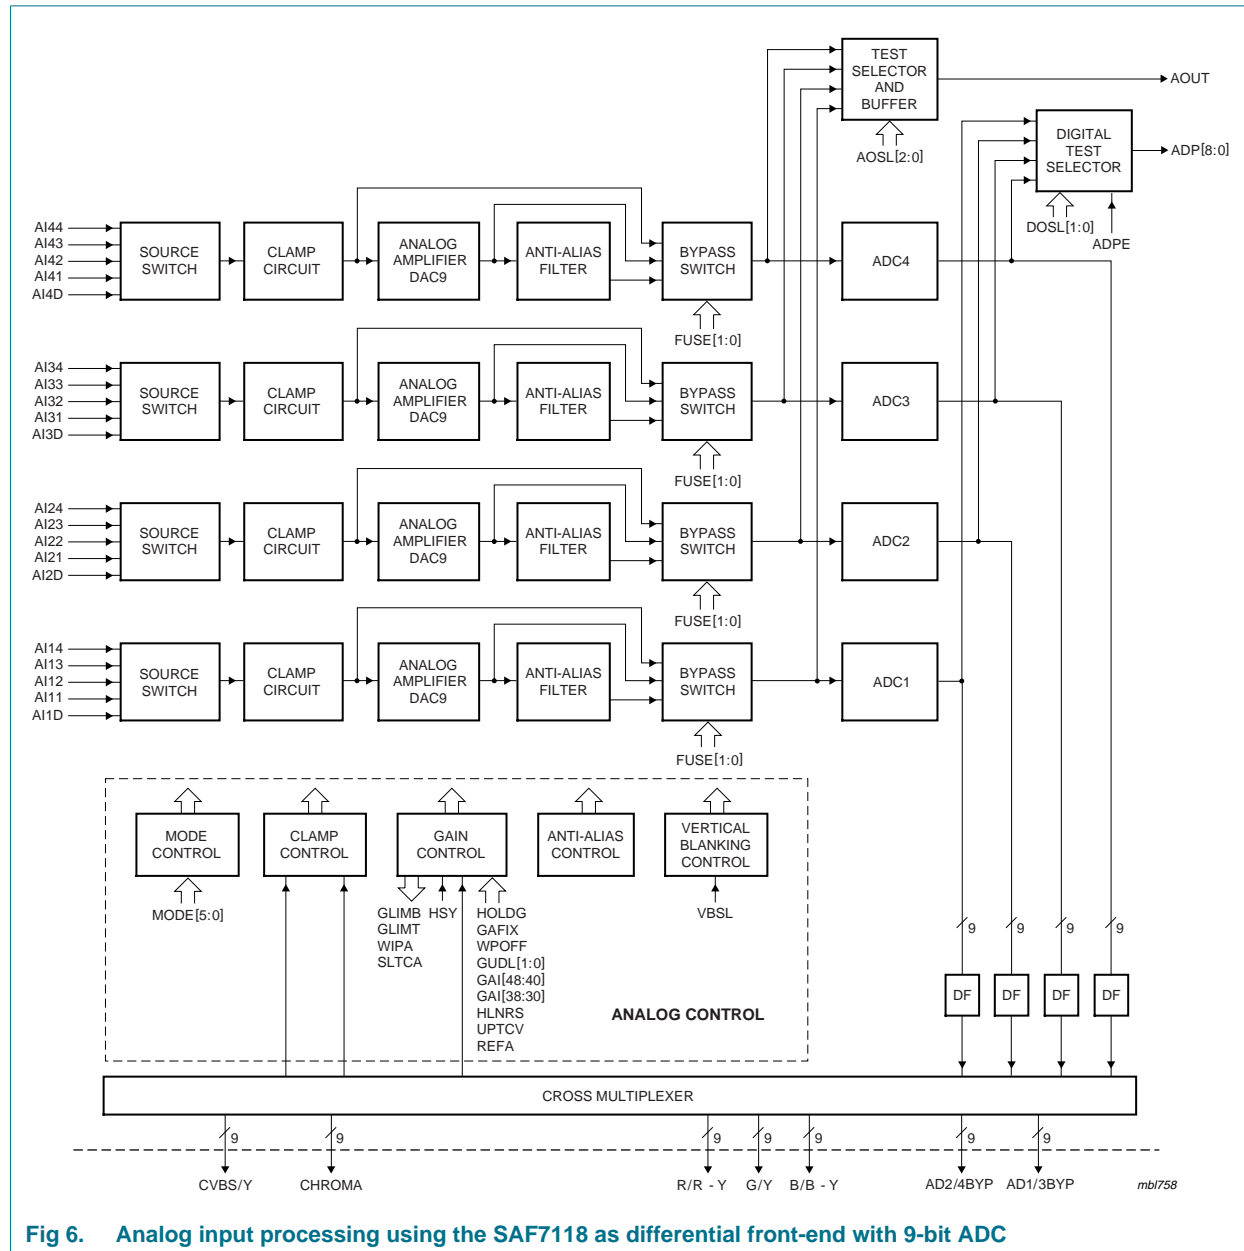 TEST
SELECTOR
AND
BUFFER
AOUT
AOSL[2:0]
DIGITAL
TEST
SELECTOR
ADP[8:0]
DOSL[1:0]
ADPE
AI44
AI43
AI42
AI41
AI4D
SOURCE
SWITCH
CLAMP
CIRCUIT
ANALOG
AMPLIFIER
DAC9
ANTI-ALIAS
FILTER
BYPASS
SWITCH
FUSE[1:0]
ADC4
AI34
AI33
AI32
AI31
AI3D
SOURCE
SWITCH
CLAMP
CIRCUIT
ANALOG
AMPLIFIER
DAC9
ANTI-ALIAS
FILTER
BYPASS
SWITCH
FUSE[1:0]
ADC3
AI24
AI23
AI22
AI21
AI2D
SOURCE
SWITCH
CLAMP
CIRCUIT
ANALOG
AMPLIFIER
DAC9
ANTI-ALIAS
FILTER
BYPASS
SWITCH
FUSE[1:0]
ADC2
AI14
AI13
AI12
AI11
AI1D
SOURCE
SWITCH
CLAMP
CIRCUIT
ANALOG
AMPLIFIER
DAC9
ANTI-ALIAS
FILTER
BYPASS
SWITCH
FUSE[1:0]
ADC1
MODE
CONTROL
MODE[5:0]
CLAMP
CONTROL
GAIN
CONTROL
GLIMB
GLIMT
WIPA
SLTCA
HSY
HOLDG
GAFIX
WPOFF
GUDL[1:0]
GAI[48:40]
GAI[38:30]
HLNRS
UPTCV
REFA
ANTI-ALIAS
CONTROL
VERTICAL
BLANKING
CONTROL
VBSL
ANALOG CONTROL
9
9
9
9
DF
DF
DF
DF
CROSS MULTIPLEXER
9
9
9
9
9
9
9
CVBS/Y
CHROMA
R/R - Y
G/Y
B/B - Y
AD2/4BYP
AD1/3BYP
mbl758
Fig 6. Analog input processing using the SAF7118 as differential front-end with 9-bit ADC